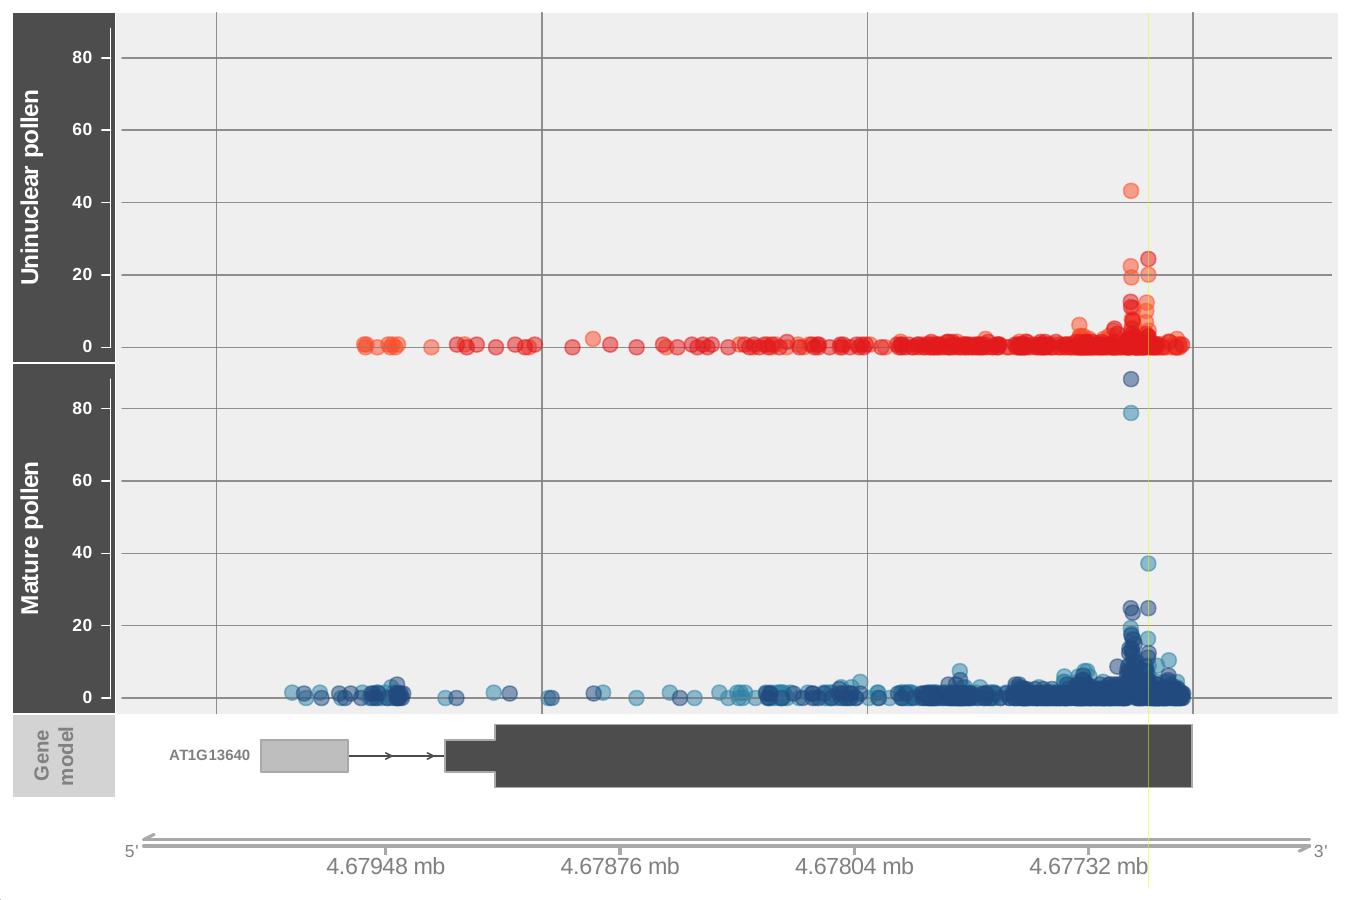 Uninuclear pollen
80
60
40
20
0
Mature pollen
80
60
40
20
0
Gene
model
AT1G13640
5'
3'
4.67948 mb
4.67876 mb
4.67804 mb
4.67732 mb